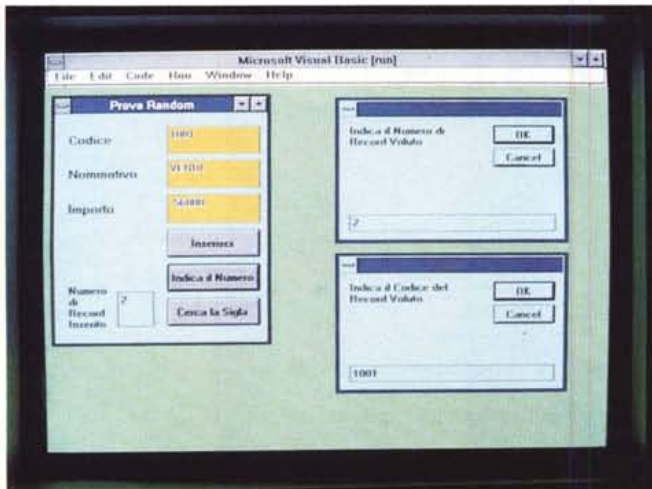 Microsoft Visual Basic [run]
File Edit Code Run Window Help
Prova Random
Codice 1001
Nominativo
Importo
Inserisci
Indica il Numero
Numero
di
Record
Inserito
2
Cerca la Sigla
Indica il Numero di
Record Voluto
OK
Cancel
2
Indica il Codice del
Record Voluto
OK
Cancel
1001